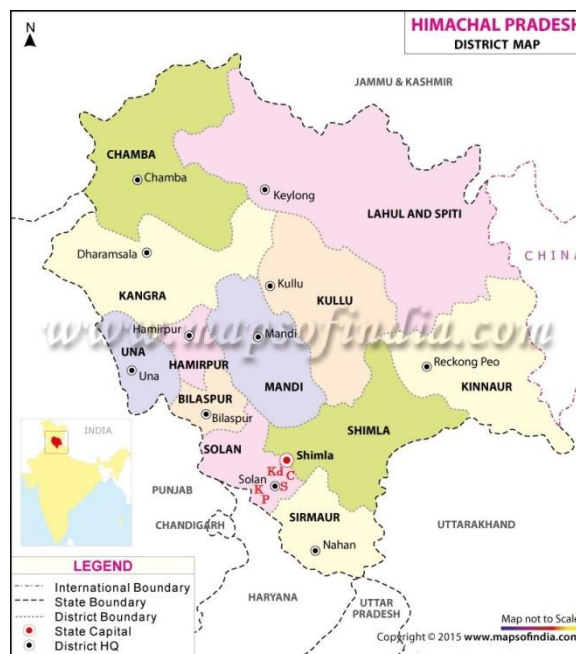 N
HIMACHAL PRADESH
DISTRICT MAP
JAMMU & KASHMIR
CHAMBA
Chamba
Keylong
LAHUL AND SPITI
CHINA
Dharamsala
KANGRA
Kullu
KULLU
www.mapsofindia.com
Hamirpur
Mandi
UNA
HAMIRPUR
Una
Reckong Peo
KINNAUR
MANDI
BILASPUR
Bilaspur
SHIMLA
INDIA
SOLAN
Shimla
Kd C
Solan
K S
P
PUNJAB
CHANDIGARH
SIRMAUR
UTTARAKHAND
Nahan
LEGEND
International Boundary
State Boundary
District Boundary
State Capital
District HQ
HARYANA
UTTAR
PRADESH
Map not to Scale
Copyright © 2015 www.mapsofindia.com